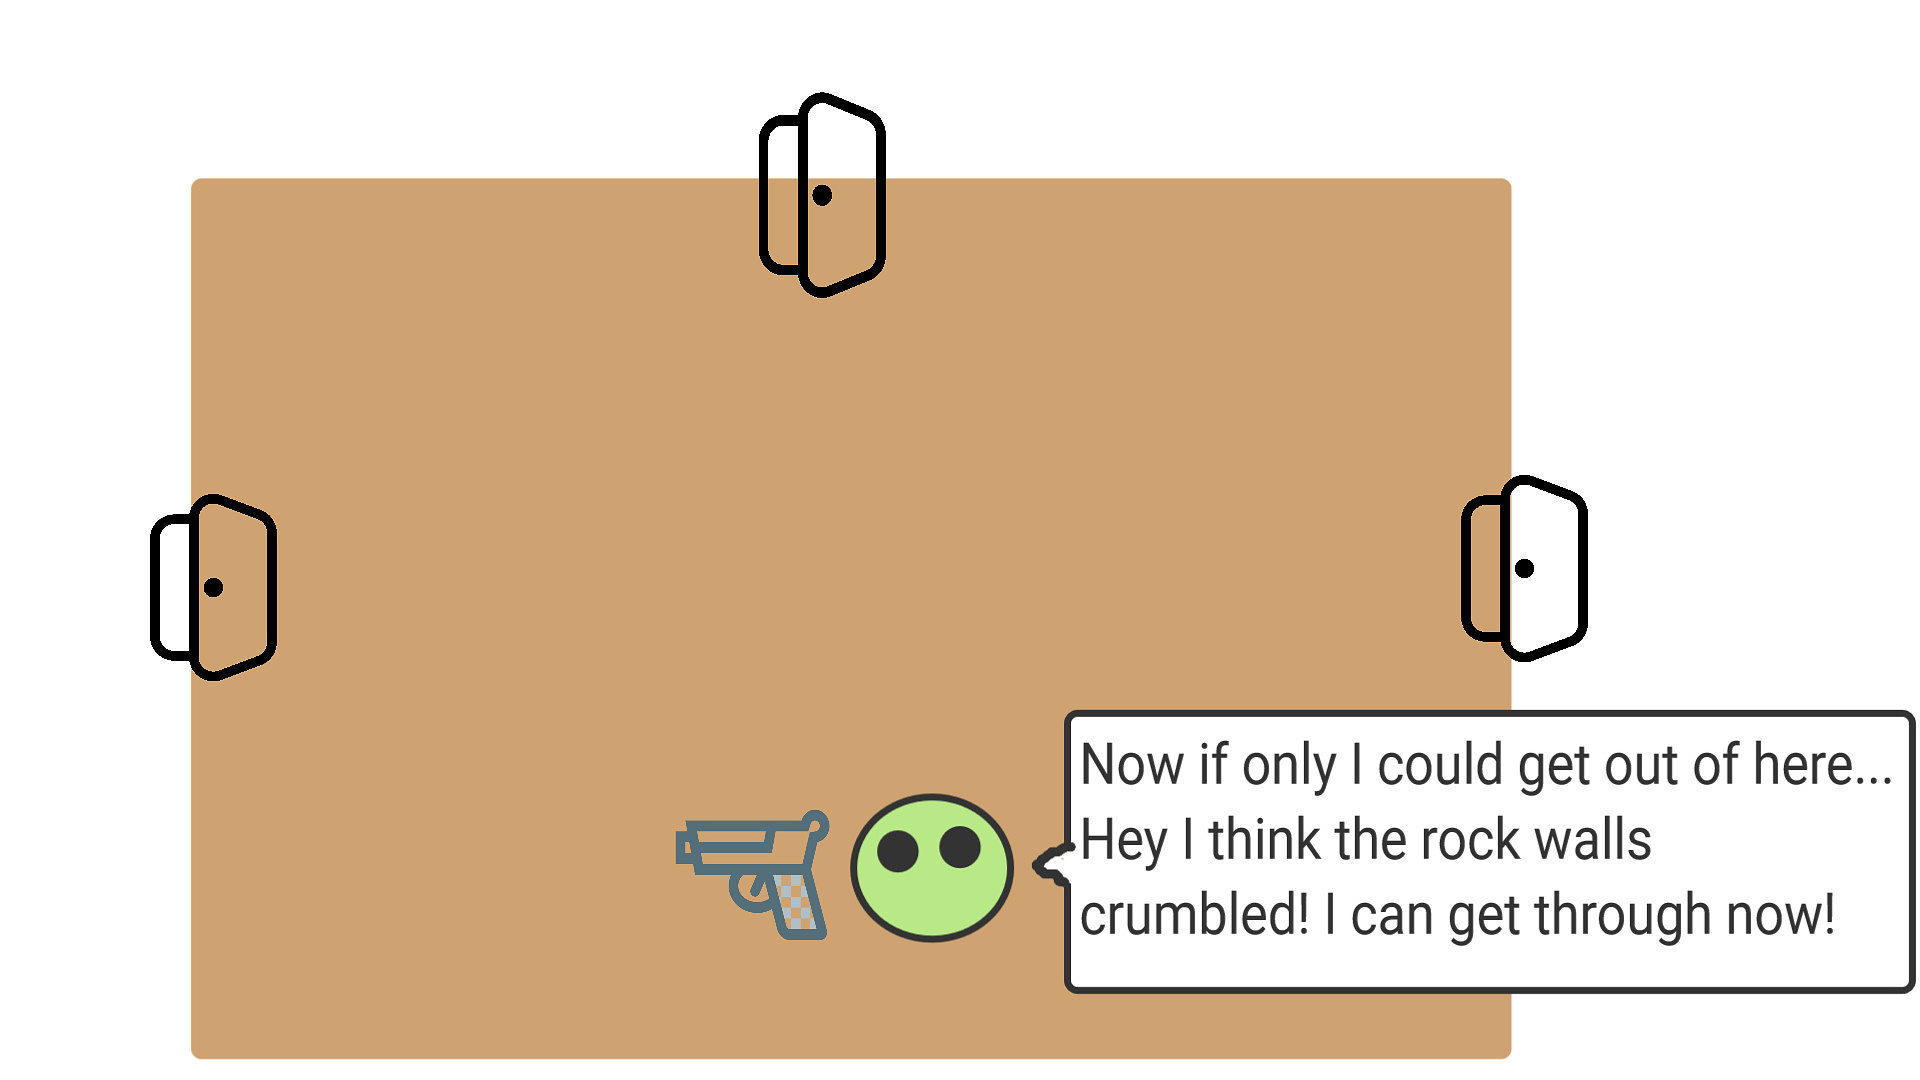 Now if only I could get out of here...
Hey I think the rock walls
crumbled! I can get through now!